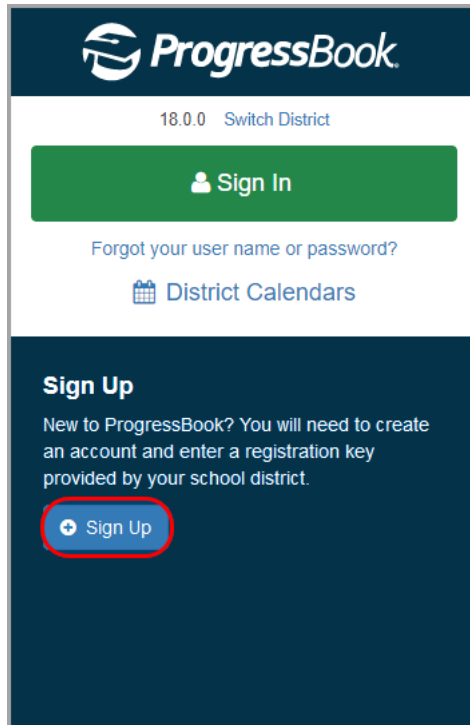 ProgressBook.
18.0.0 Switch District
Sign In
Forgot your user name or password?
District Calendars
Sign Up
New to ProgressBook? You will need to create
an account and enter a registration key
provided by your school district.
Sign Up